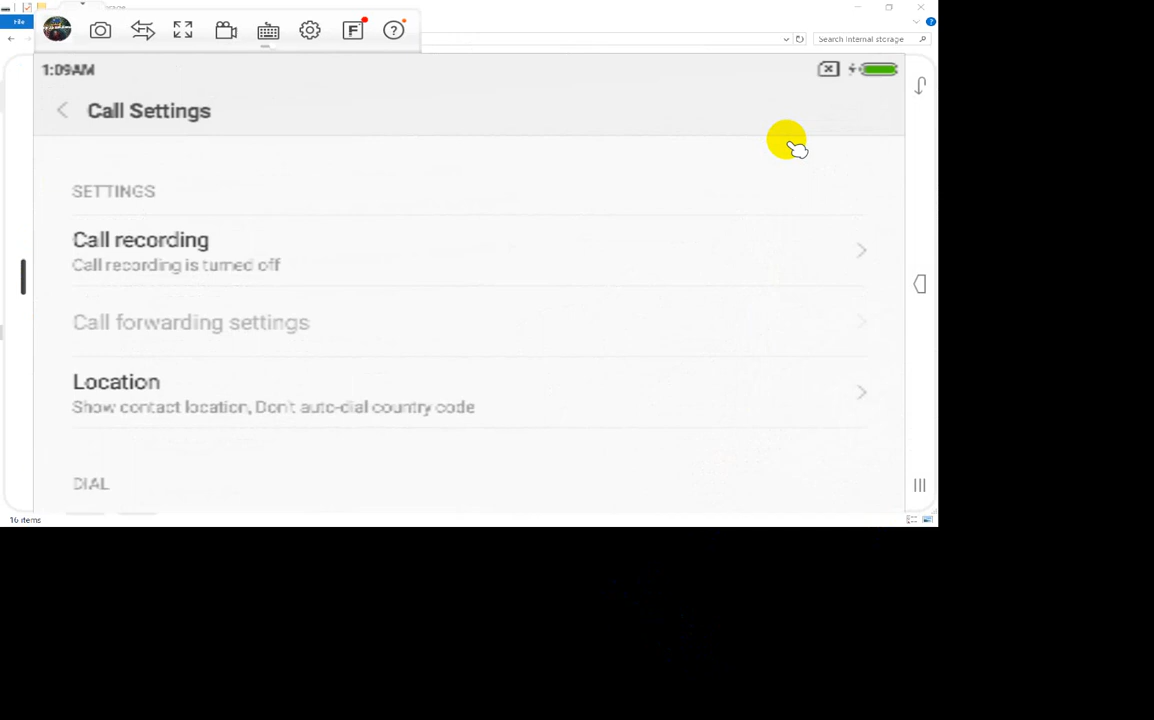 File
Search Internal storage
1:09AM
Call Settings
SETTINGS
Call recording
Call recording is turned off
Call forwarding settings
Location
Show contact location, Don't auto-dial country code
DIAL
16 items